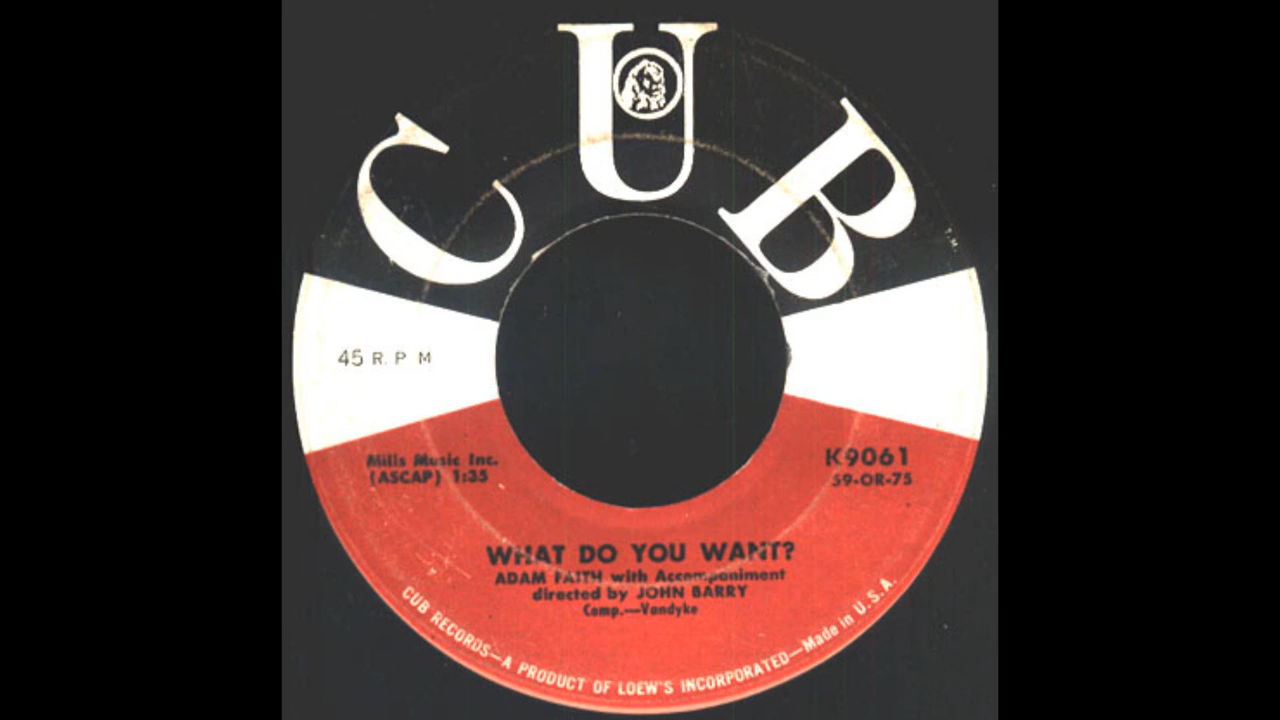 CUB
T.M.
45 R. P M
Mills Music Inc.
(ASCAP) 1:35
K9061
59-OR-75
WHAT DO YOU WANT?
ADAM FAITH with Accompaniment
directed by JOHN BARRY
Comp.—Vandyke
CUB RECORDS—A PRODUCT OF LOEW'S INCORPORATED—Made in U.S.A.